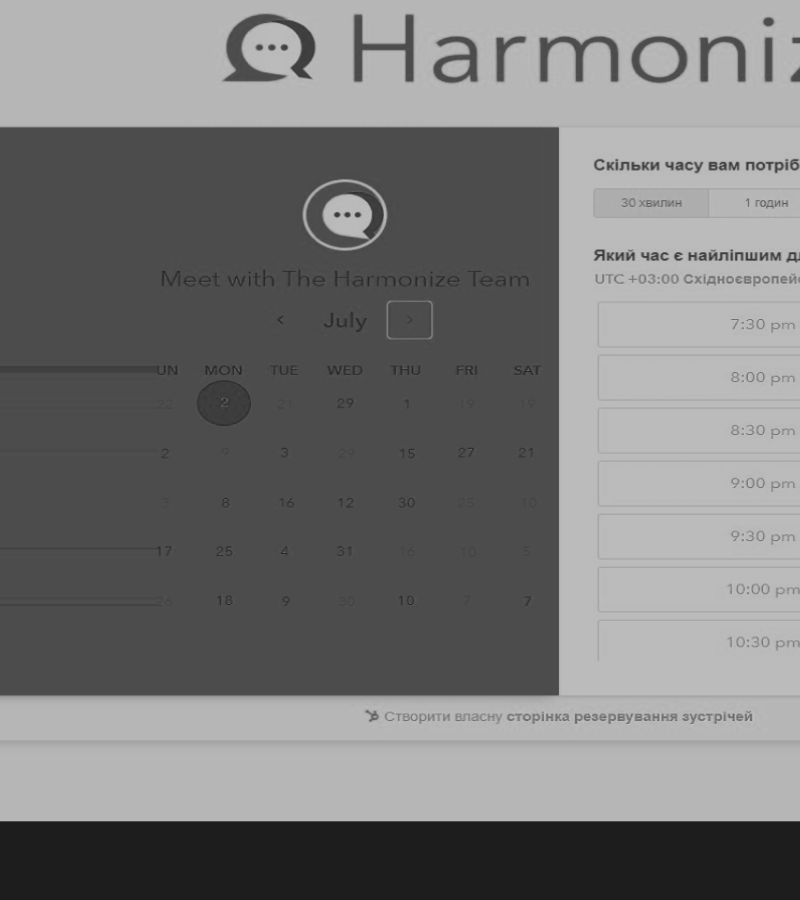 Harmoniz
Meet with The Harmonize Team
< July >
UN MON TUE WED THU FRI SAT
22 2 21 29 1 19 19
2 9 3 29 15 27 21
3 8 16 12 30 25 10
17 25 4 31 16 10 5
26 18 9 30 10 7 7
Скільки часу вам потріб
30 хвилин 1 годин
Який час є найліпшим д
UTC +03:00 Східноєвропей
7:30 pm
8:00 pm
8:30 pm
9:00 pm
9:30 pm
10:00 pm
10:30 pm
Створити власну сторінка резервування зустрічей